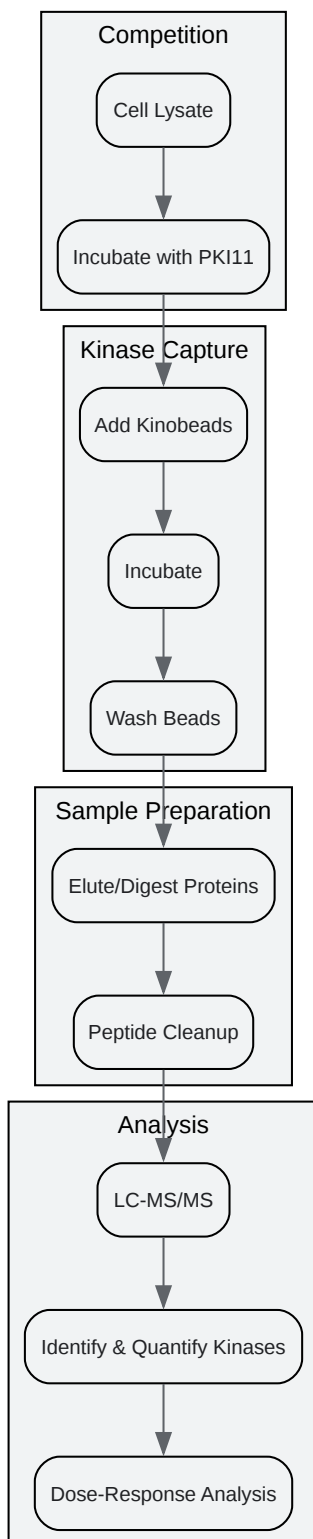 Competition
Cell Lysate
Incubate with PKI11
Kinase Capture
Add Kinobeads
Incubate
Wash Beads
Sample Preparation
Elute/Digest Proteins
Peptide Cleanup
Analysis
LC-MS/MS
Identify & Quantify Kinases
Dose-Response Analysis